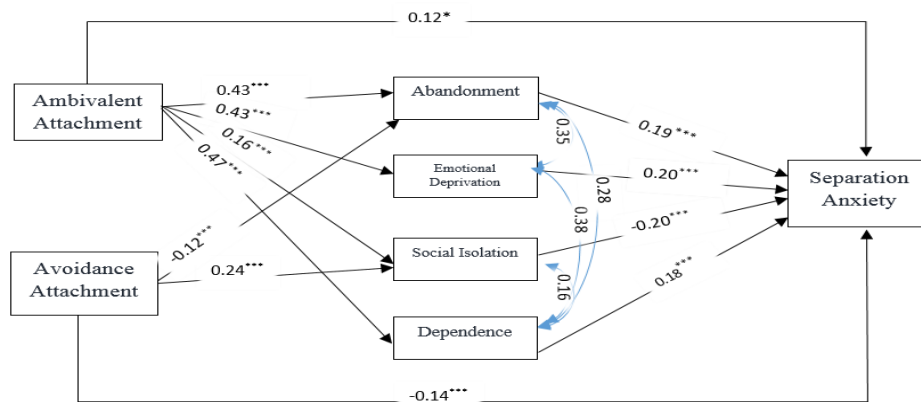 0.12*
Ambivalent
Attachment
0.43***
0.43***
0.16***
0.47***
Abandonment
0.35
0.19***
Emotional
Deprivation
0.20***
0.28
0.38
Separation
Anxiety
Avoidance
Attachment
-0.12***
0.24***
Social Isolation
-0.20***
0.16
0.18***
Dependence
-0.14***